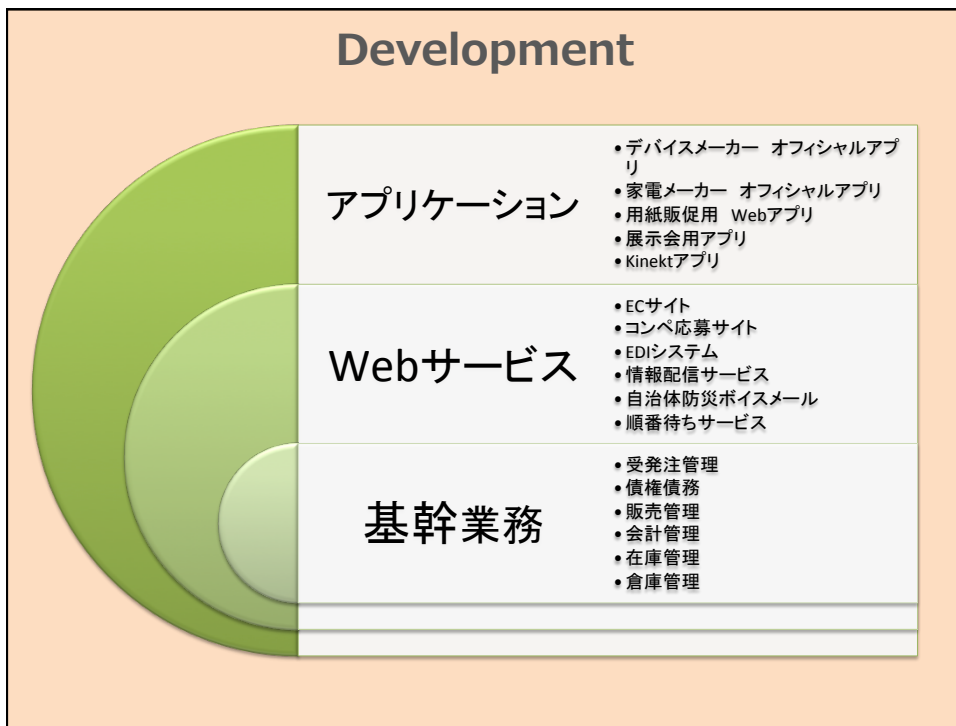 Development
アプリケーション
•デバイスメーカー オフィシャルアプ
リ
•家電メーカー オフィシャルアプリ
•用紙販促用 Webアプリ
•展示会用アプリ
•Kinektアプリ
Webサービス
•ECサイト
•コンペ応募サイト
•EDIシステム
•情報配信サービス
•自治体防災ボイスメール
•順番待ちサービス
基幹業務
•受発注管理
•債権債務
•販売管理
•会計管理
•在庫管理
•倉庫管理